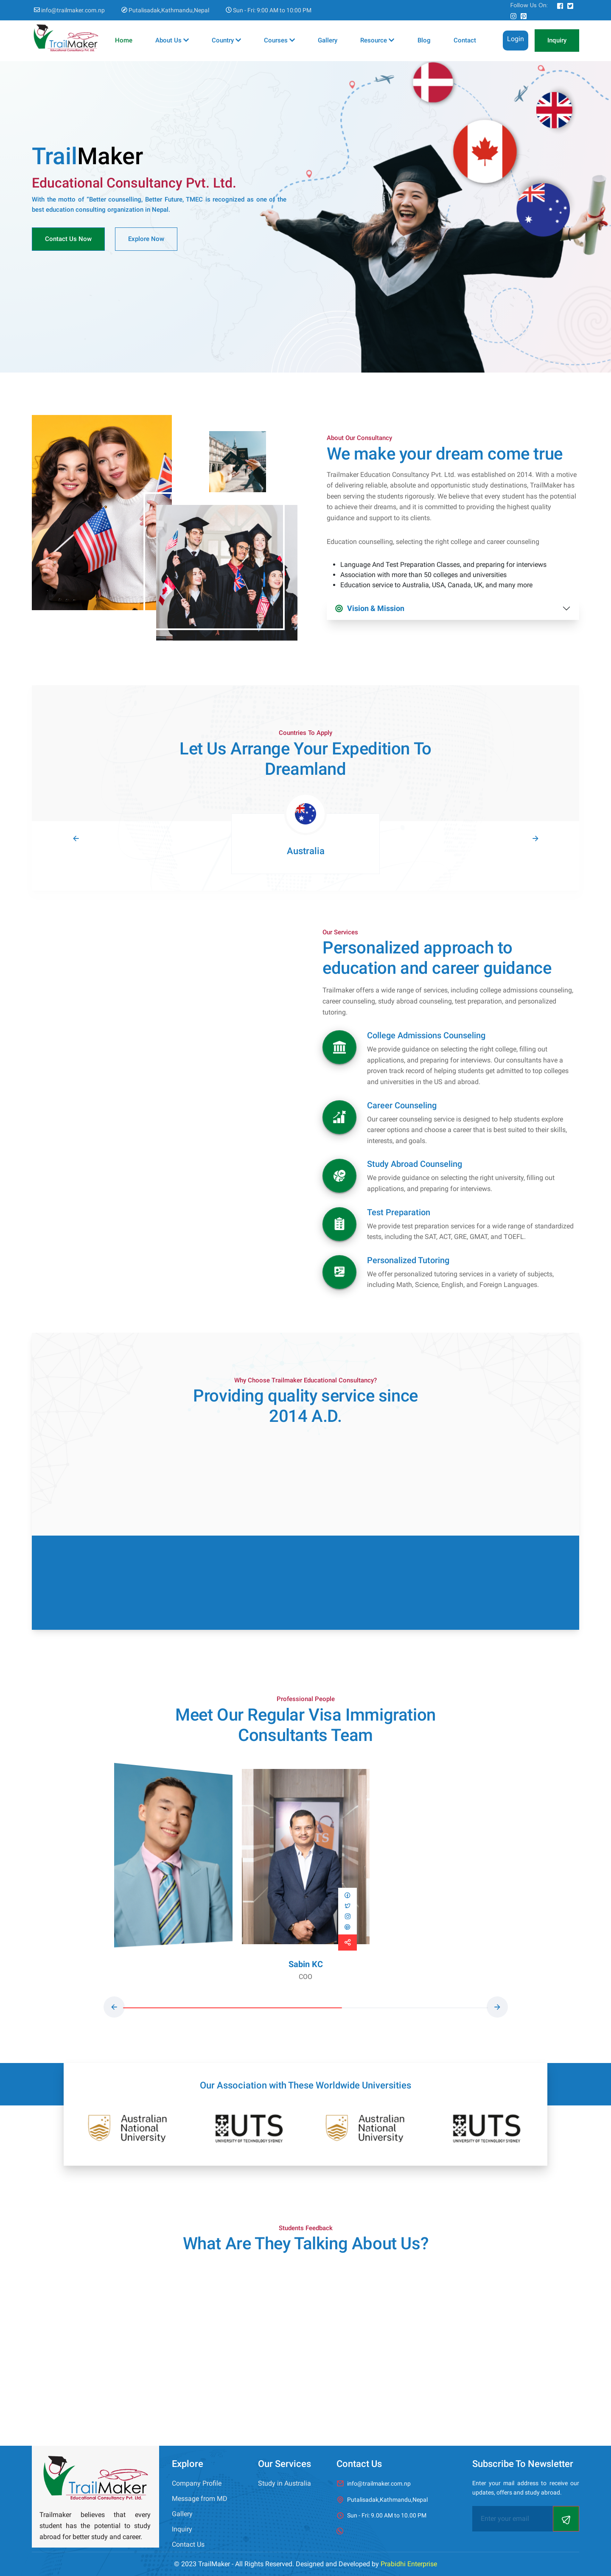 info@trailmaker.com.np
Putalisadak,Kathmandu,Nepal
Sun - Fri: 9:00 AM to 10:00 PM
Follow Us On:
TrailMaker
Educational Consultancy Pvt. Ltd.
Home
About Us
Country
Courses
Gallery
Resource
Blog
Contact
Login
Inquiry
TrailMaker
Educational Consultancy Pvt. Ltd.
With the motto of "Better counselling, Better Future, TMEC is recognized as one of the
best education consulting organization in Nepal.
Contact Us Now
Explore Now
About Our Consultancy
We make your dream come true
Trailmaker Education Consultancy Pvt. Ltd. was established on 2014. With a motive
of delivering reliable, absolute and opportunistic study destinations, TrailMaker has
been serving the students rigorously. We believe that every student has the potential
to achieve their dreams, and it is committed to providing the highest quality
guidance and support to its clients.
Education counselling, selecting the right college and career counseling
Language And Test Preparation Classes, and preparing for interviews
Association with more than 50 colleges and universities
Education service to Australia, USA, Canada, UK, and many more
Vision & Mission
Countries To Apply
Let Us Arrange Your Expedition To
Dreamland
Australia
Our Services
Personalized approach to
education and career guidance
Trailmaker offers a wide range of services, including college admissions counseling,
career counseling, study abroad counseling, test preparation, and personalized
tutoring.
College Admissions Counseling
We provide guidance on selecting the right college, filling out
applications, and preparing for interviews. Our consultants have a
proven track record of helping students get admitted to top colleges
and universities in the US and abroad.
Career Counseling
Our career counseling service is designed to help students explore
career options and choose a career that is best suited to their skills,
interests, and goals.
Study Abroad Counseling
We provide guidance on selecting the right university, filling out
applications, and preparing for interviews.
Test Preparation
We provide test preparation services for a wide range of standardized
tests, including the SAT, ACT, GRE, GMAT, and TOEFL.
Personalized Tutoring
We offer personalized tutoring services in a variety of subjects,
including Math, Science, English, and Foreign Languages.
Why Choose Trailmaker Educational Consultancy?
Providing quality service since
2014 A.D.
Professional People
Meet Our Regular Visa Immigration
Consultants Team
Sabin KC
COO
Our Association with These Worldwide Universities
Australian
National
University
UTS
UNIVERSITY OF TECHNOLOGY SYDNEY
Australian
National
University
UTS
UNIVERSITY OF TECHNOLOGY SYDNEY
Students Feedback
What Are They Talking About Us?
TrailMaker
Educational Consultancy Pvt. Ltd.
Trailmaker believes that every
student has the potential to study
abroad for better study and career.
Explore
Company Profile
Message from MD
Gallery
Inquiry
Contact Us
Our Services
Study in Australia
Contact Us
info@trailmaker.com.np
Putalisadak,Kathmandu,Nepal
Sun - Fri: 9.00 AM to 10.00 PM
Subscribe To Newsletter
Enter your mail address to receive our
updates, offers and study abroad.
Enter your email
© 2023 TrailMaker - All Rights Reserved. Designed and Developed by Prabidhi Enterprise